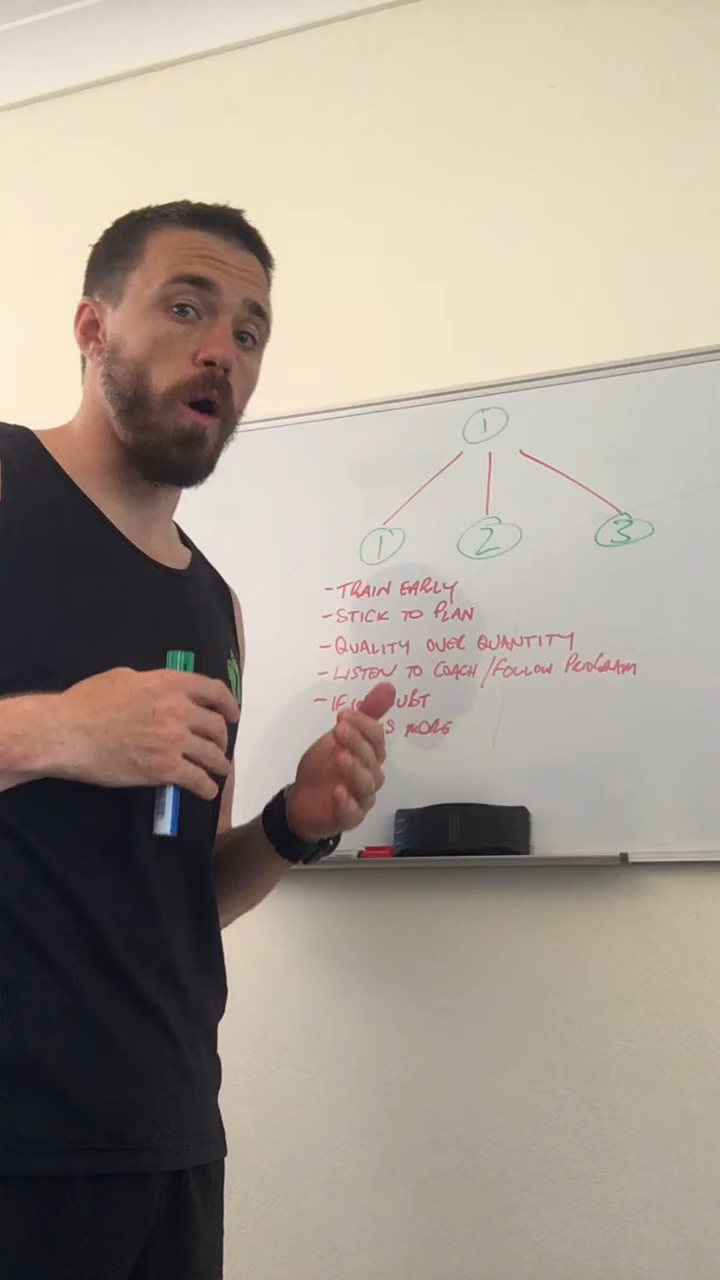 1
1 2 3
- TRAIN EARLY
- STICK TO PLAN
- QUALITY OVER QUANTITY
- LISTEN TO COACH / FOLLOW PROGRAM
- IF
MORE